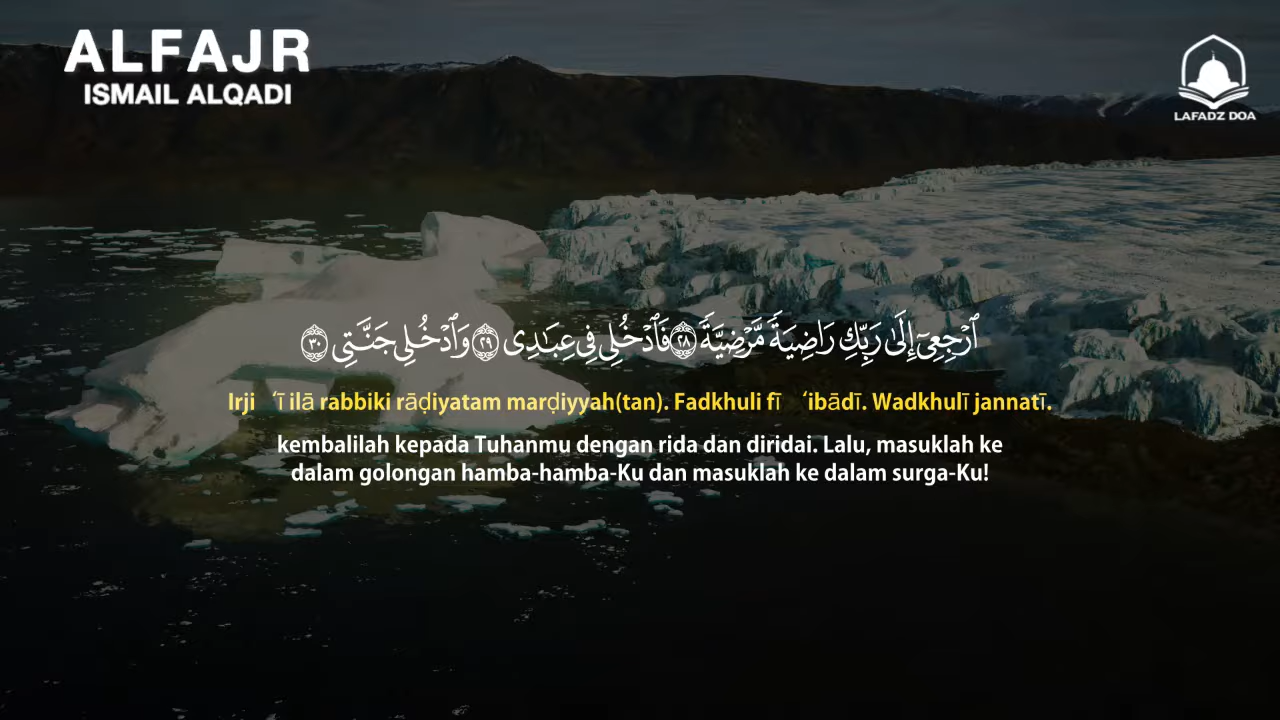 ALFAJR
ISMAIL ALQADI
LAFADZ DOA
ٱرْجِعِىٓ إِلَىٰ رَبِّكِ رَاضِيَةً مَّرْضِيَّةً ٢٨ فَٱدْخُلِى فِى عِبَـٰدِى ٢٩ وَٱدْخُلِى جَنَّتِى ٣٠
Irji ‘ī ilā rabbiki rāḍiyatam marḍiyyah(tan). Fadkhuli fī ‘ibādī. Wadkhulī jannatī.
kembalilah kepada Tuhanmu dengan rida dan diridai. Lalu, masuklah ke
dalam golongan hamba-hamba-Ku dan masuklah ke dalam surga-Ku!